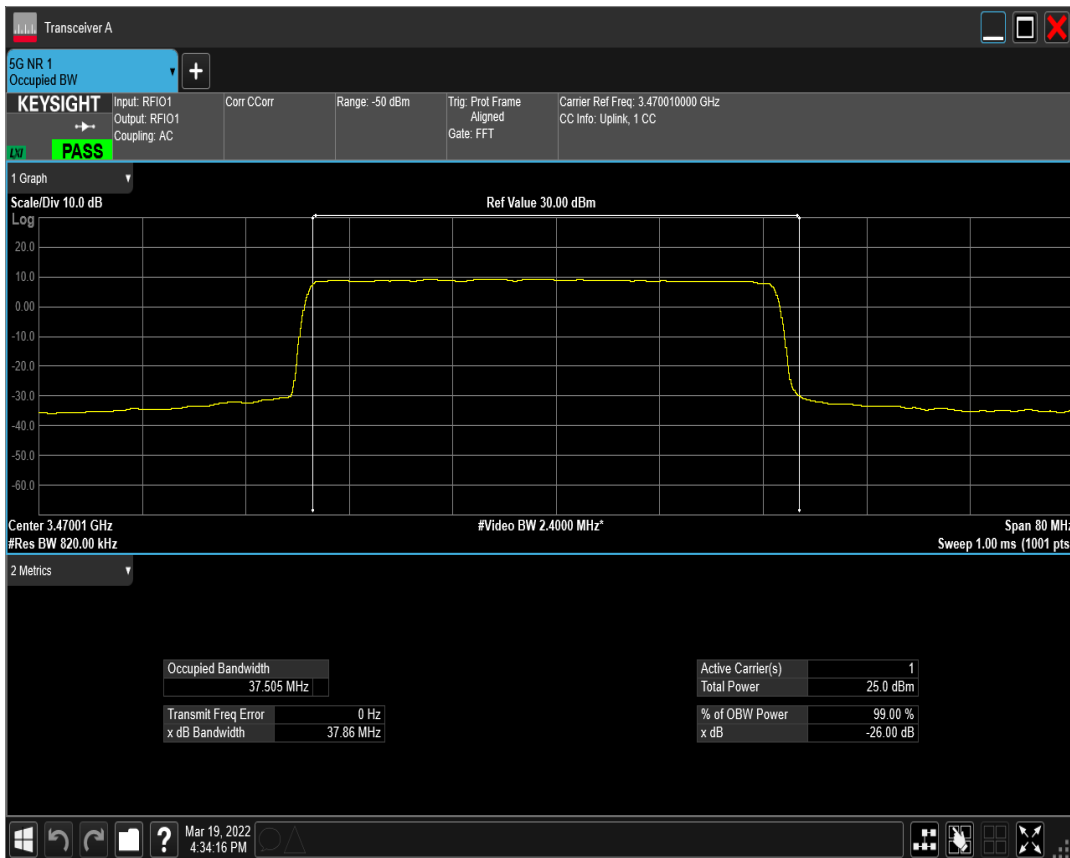 Transceiver A
5G NR 1
Occupied BW
+
KEYSIGHT
LXI
PASS
Input: RFIO1
Output: RFIO1
Coupling: AC
Corr CCorr
Range: -50 dBm
Trig: Prot Frame
Aligned
Gate: FFT
Carrier Ref Freq: 3.470010000 GHz
CC Info: Uplink, 1 CC
1 Graph
Scale/Div 10.0 dB
Ref Value 30.00 dBm
Log
20.0
10.0
0.00
-10.0
-20.0
-30.0
-40.0
-50.0
-60.0
Center 3.47001 GHz
#Video BW 2.4000 MHz*
Span 80 MHz
#Res BW 820.00 kHz
Sweep 1.00 ms (1001 pts
2 Metrics
Occupied Bandwidth
37.505 MHz
Transmit Freq Error 0 Hz
x dB Bandwidth 37.86 MHz
Active Carrier(s) 1
Total Power 25.0 dBm
% of OBW Power 99.00 %
x dB -26.00 dB
?
Mar 19, 2022
4:34:16 PM